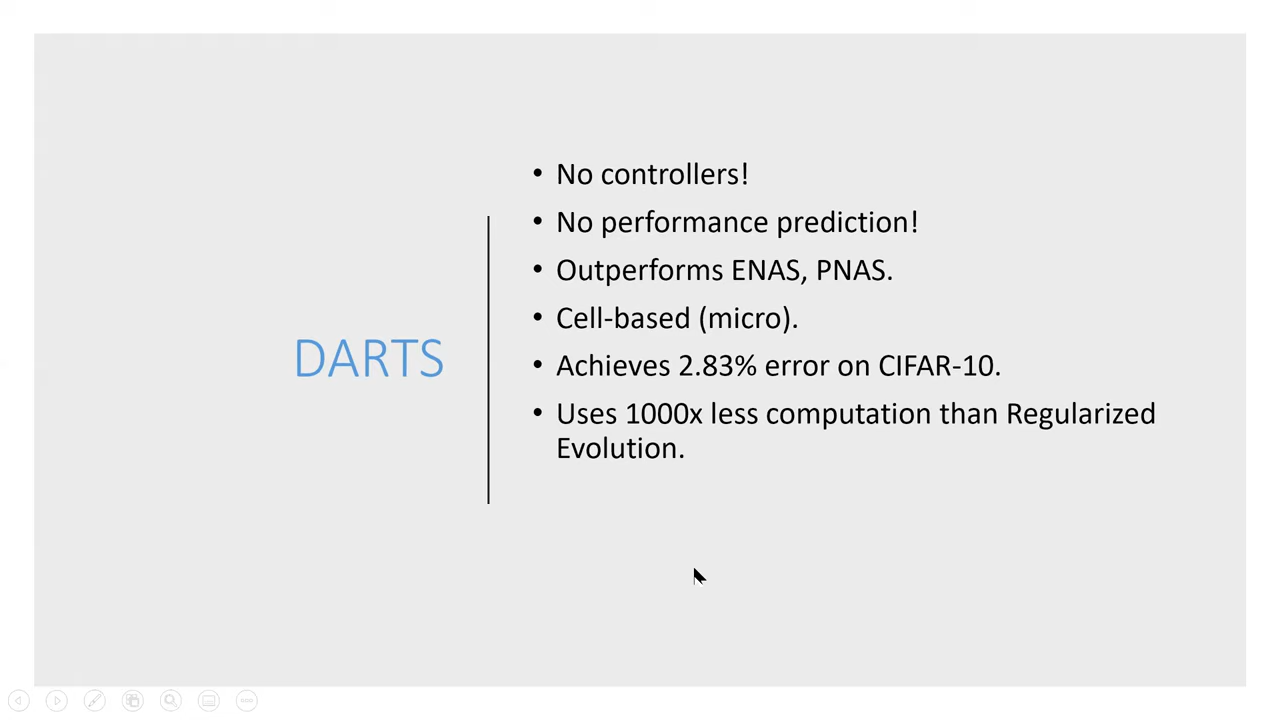 DARTS
• No controllers!
• No performance prediction!
• Outperforms ENAS, PNAS.
• Cell-based (micro).
• Achieves 2.83% error on CIFAR-10.
• Uses 1000x less computation than Regularized
Evolution.